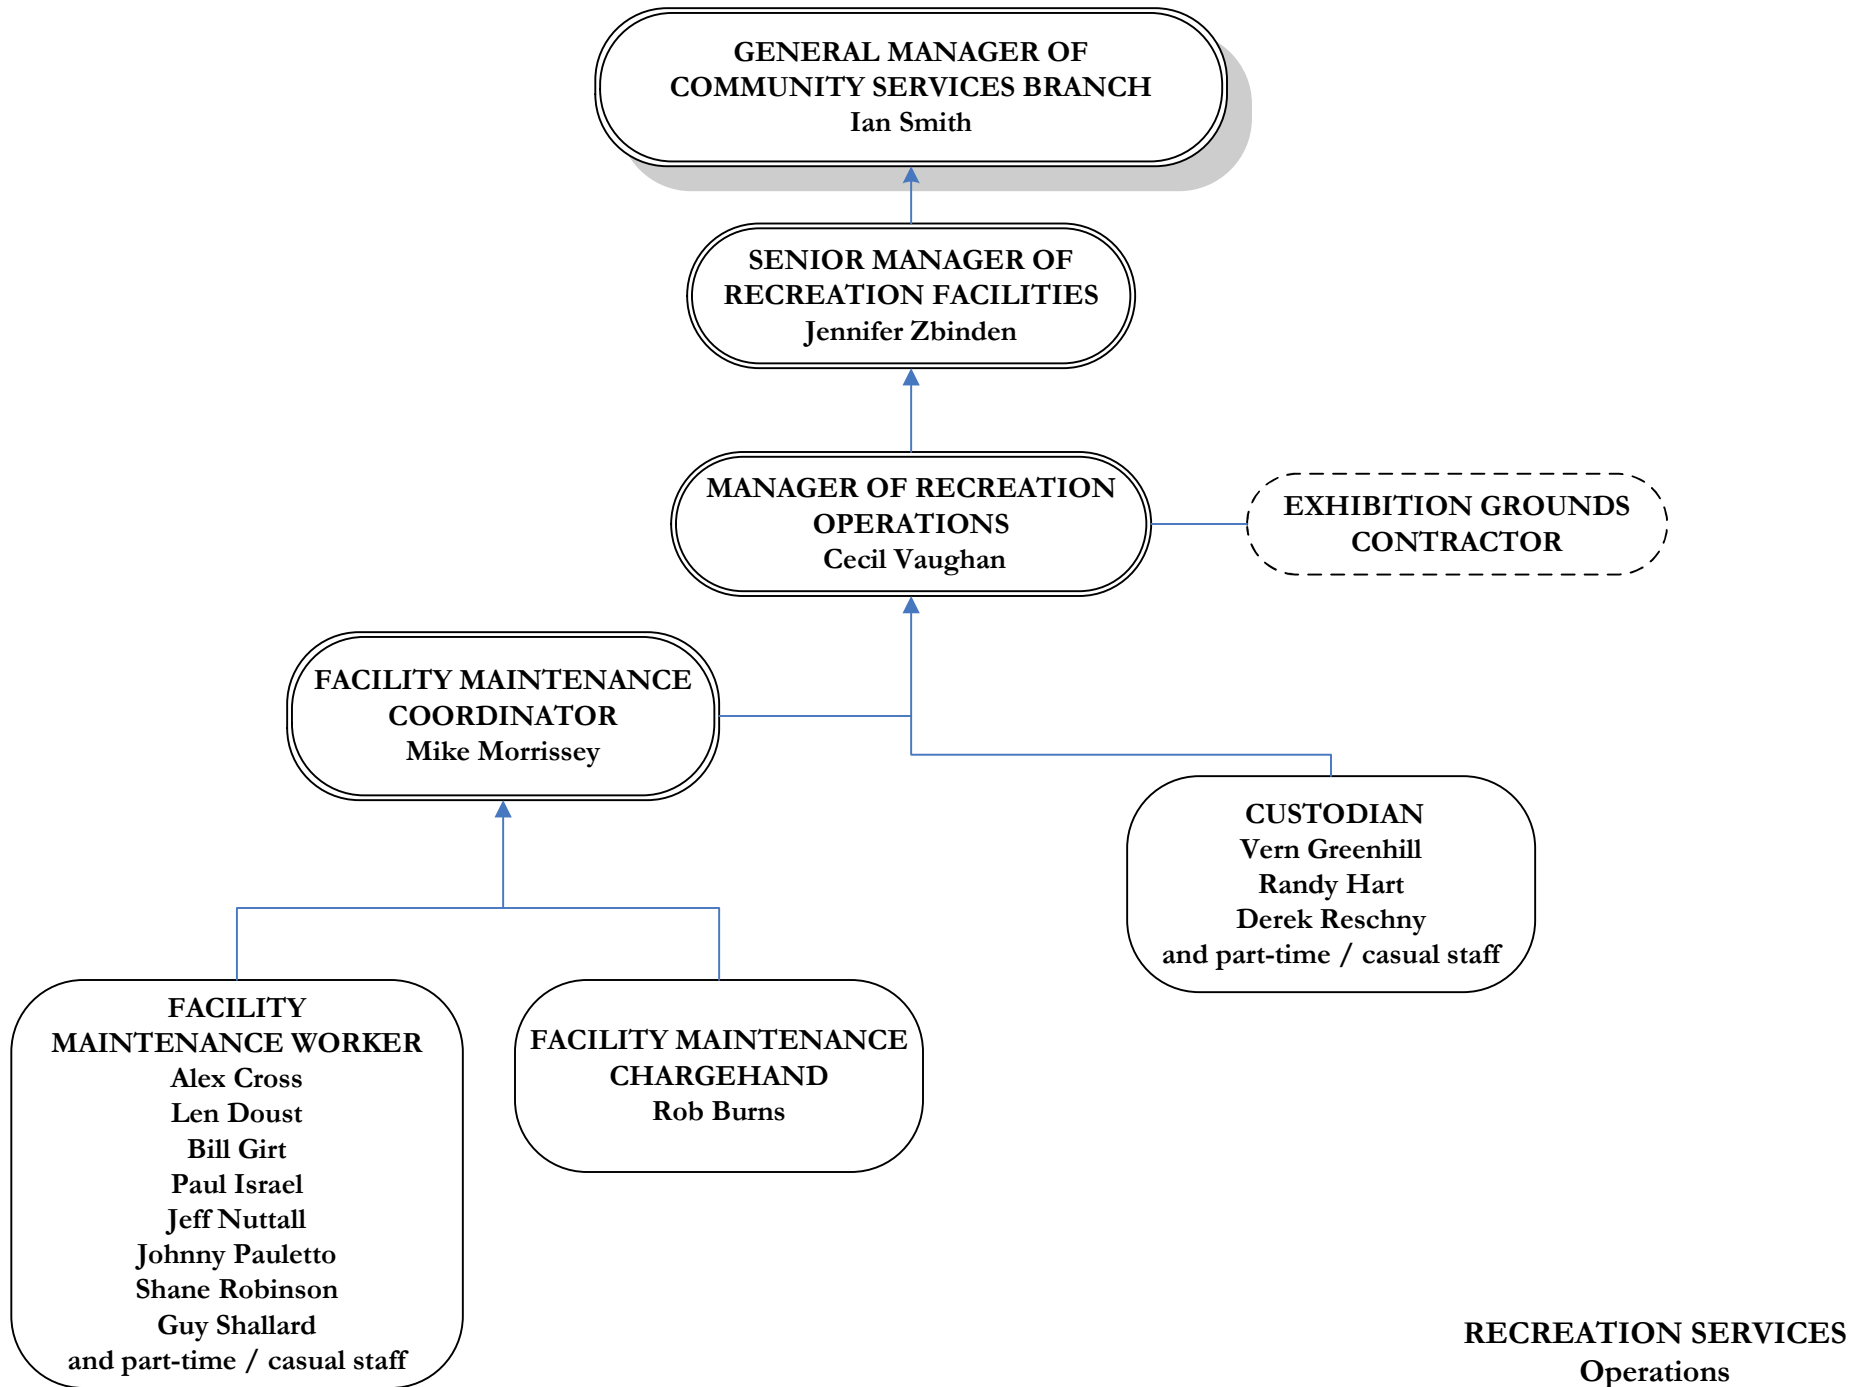 GENERAL MANAGER OF
COMMUNITY SERVICES BRANCH
Ian Smith
SENIOR MANAGER OF
RECREATION FACILITIES
Jennifer Zbinden
MANAGER OF RECREATION
OPERATIONS
Cecil Vaughan
EXHIBITION GROUNDS
CONTRACTOR
FACILITY MAINTENANCE
COORDINATOR
Mike Morrissey
CUSTODIAN
Vern Greenhill
Randy Hart
Derek Reschny
and part-time / casual staff
FACILITY
MAINTENANCE WORKER
Alex Cross
Len Doust
Bill Girt
Paul Israel
Jeff Nuttall
Johnny Pauletto
Shane Robinson
Guy Shallard
and part-time / casual staff
FACILITY MAINTENANCE
CHARGEHAND
Rob Burns
RECREATION SERVICES
Operations